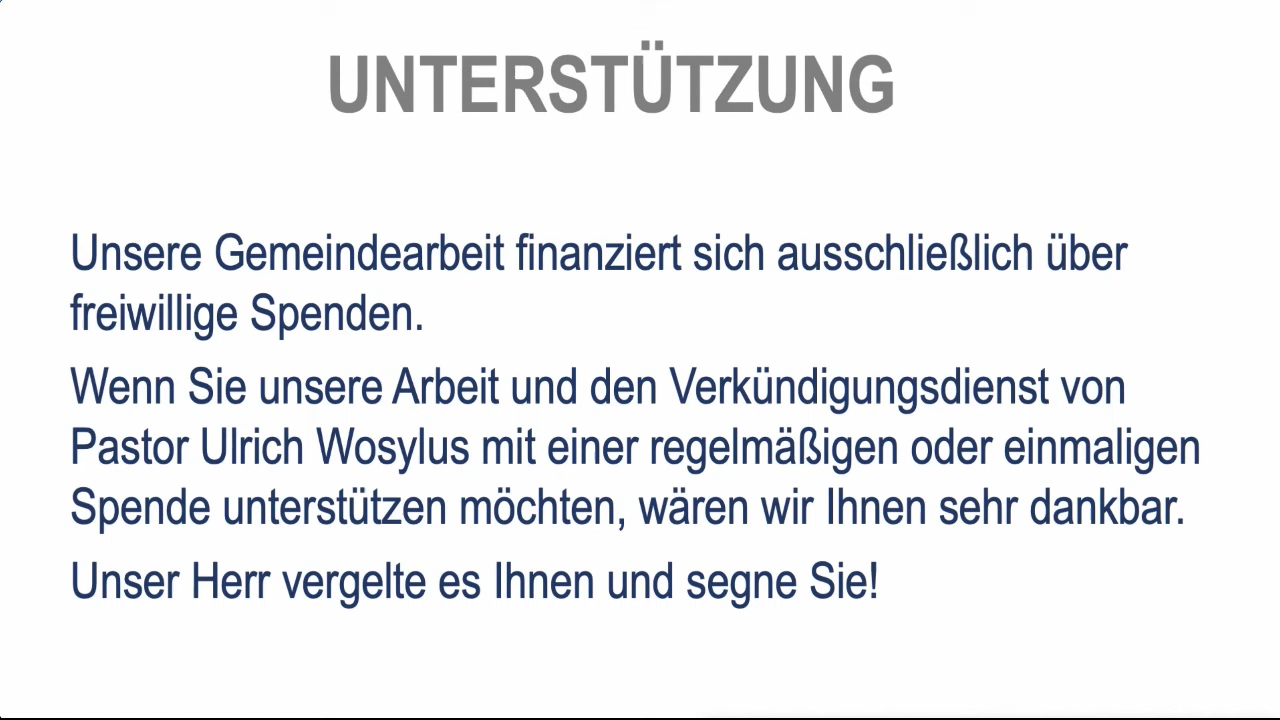 UNTERSTÜTZUNG
Unsere Gemeindearbeit finanziert sich ausschließlich über
freiwillige Spenden.
Wenn Sie unsere Arbeit und den Verkündigungsdienst von
Pastor Ulrich Wosylus mit einer regelmäßigen oder einmaligen
Spende unterstützen möchten, wären wir Ihnen sehr dankbar.
Unser Herr vergelte es Ihnen und segne Sie!